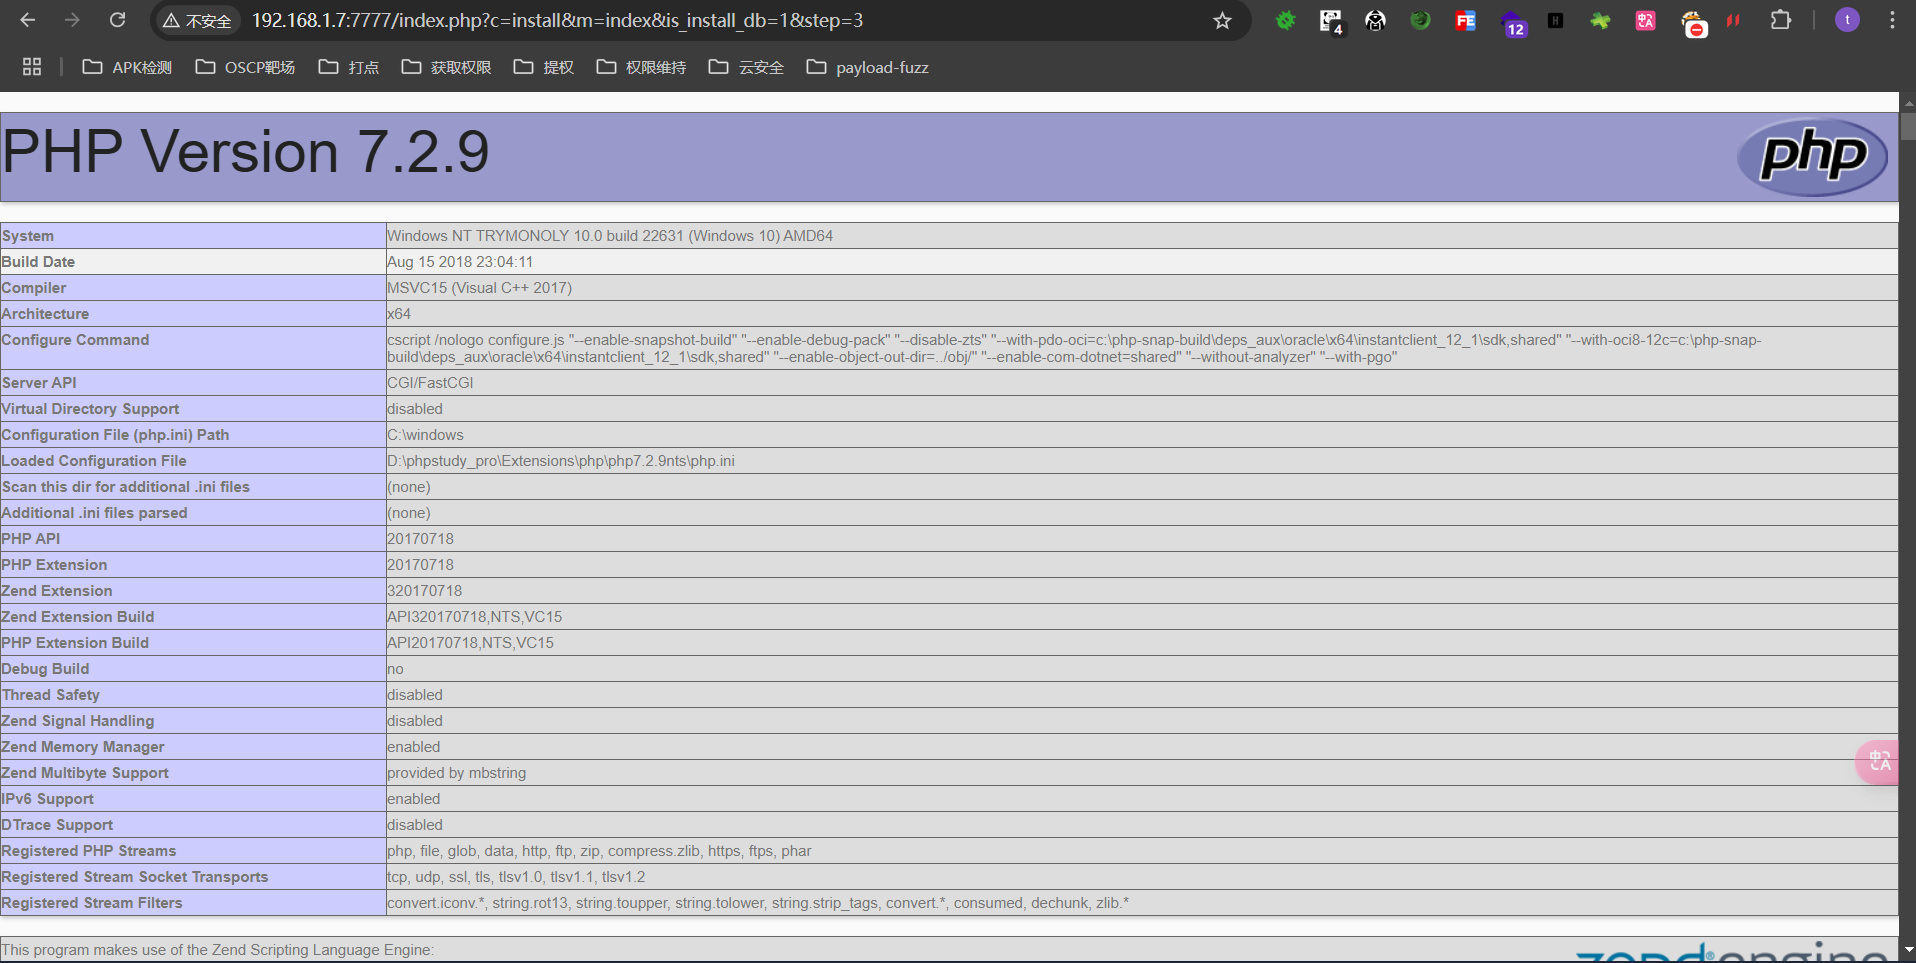 不安全 192.168.1.7:7777/index.php?c=install&m=index&is_install_db=1&step=3
4 FE 12 H t
APK检测 OSCP靶场 打点 获取权限 提权 权限维持 云安全 payload-fuzz
PHP Version 7.2.9
php
System Windows NT TRYMONOLY 10.0 build 22631 (Windows 10) AMD64
Build Date Aug 15 2018 23:04:11
Compiler MSVC15 (Visual C++ 2017)
Architecture x64
Configure Command cscript /nologo configure.js "--enable-snapshot-build" "--enable-debug-pack" "--disable-zts" "--with-pdo-oci=c:\php-snap-build\deps_aux\oracle\x64\instantclient_12_1\sdk,shared" "--with-oci8-12c=c:\php-snap-
build\deps_aux\oracle\x64\instantclient_12_1\sdk,shared" "--enable-object-out-dir=../obj/" "--enable-com-dotnet=shared" "--without-analyzer" "--with-pgo"
Server API CGI/FastCGI
Virtual Directory Support disabled
Configuration File (php.ini) Path C:\windows
Loaded Configuration File D:\phpstudy_pro\Extensions\php\php7.2.9nts\php.ini
Scan this dir for additional .ini files (none)
Additional .ini files parsed (none)
PHP API 20170718
PHP Extension 20170718
Zend Extension 320170718
Zend Extension Build API320170718,NTS,VC15
PHP Extension Build API20170718,NTS,VC15
Debug Build no
Thread Safety disabled
Zend Signal Handling disabled
Zend Memory Manager enabled
Zend Multibyte Support provided by mbstring
IPv6 Support enabled
DTrace Support disabled
Registered PHP Streams php, file, glob, data, http, ftp, zip, compress.zlib, https, ftps, phar
Registered Stream Socket Transports tcp, udp, ssl, tls, tlsv1.0, tlsv1.1, tlsv1.2
Registered Stream Filters convert.iconv.*, string.rot13, string.toupper, string.tolower, string.strip_tags, convert.*, consumed, dechunk, zlib.*
This program makes use of the Zend Scripting Language Engine:
zend engine